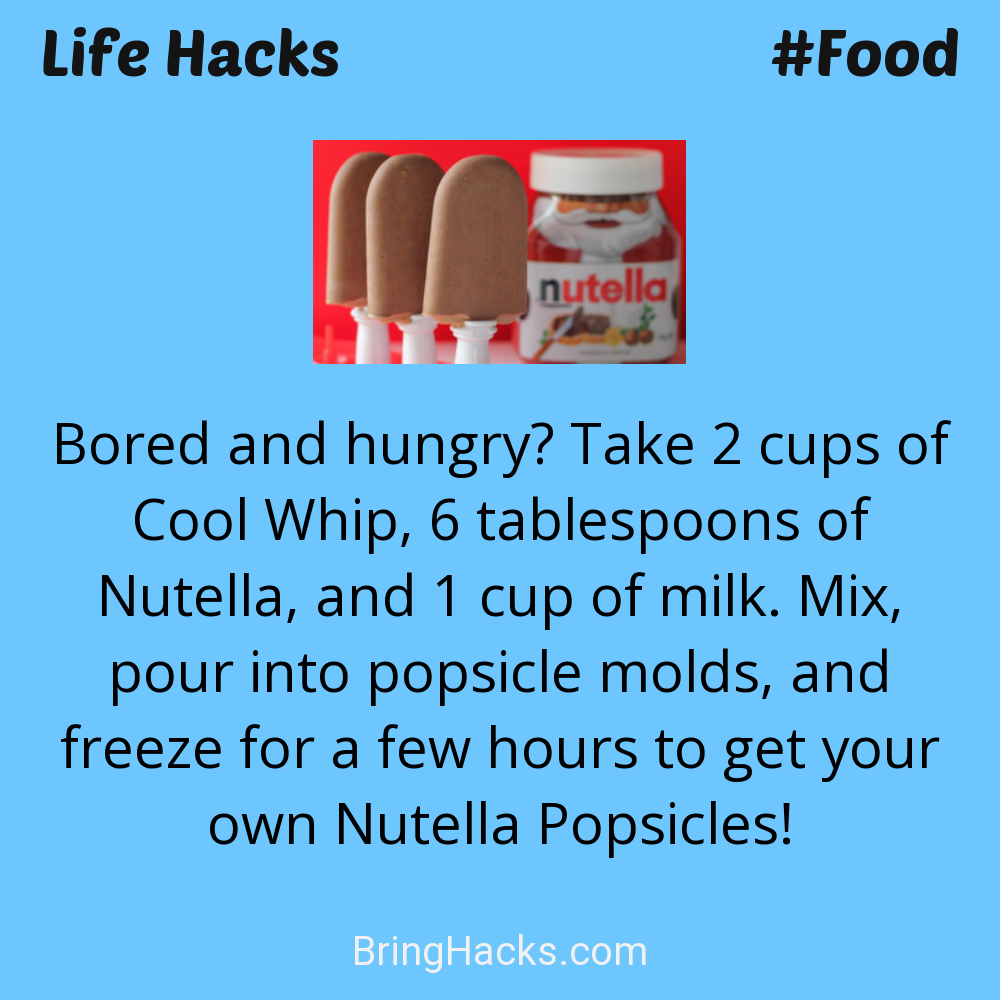 Life Hacks
#Food
nutella
Bored and hungry? Take 2 cups of
Cool Whip, 6 tablespoons of
Nutella, and 1 cup of milk. Mix,
pour into popsicle molds, and
freeze for a few hours to get your
own Nutella Popsicles!
BringHacks.com